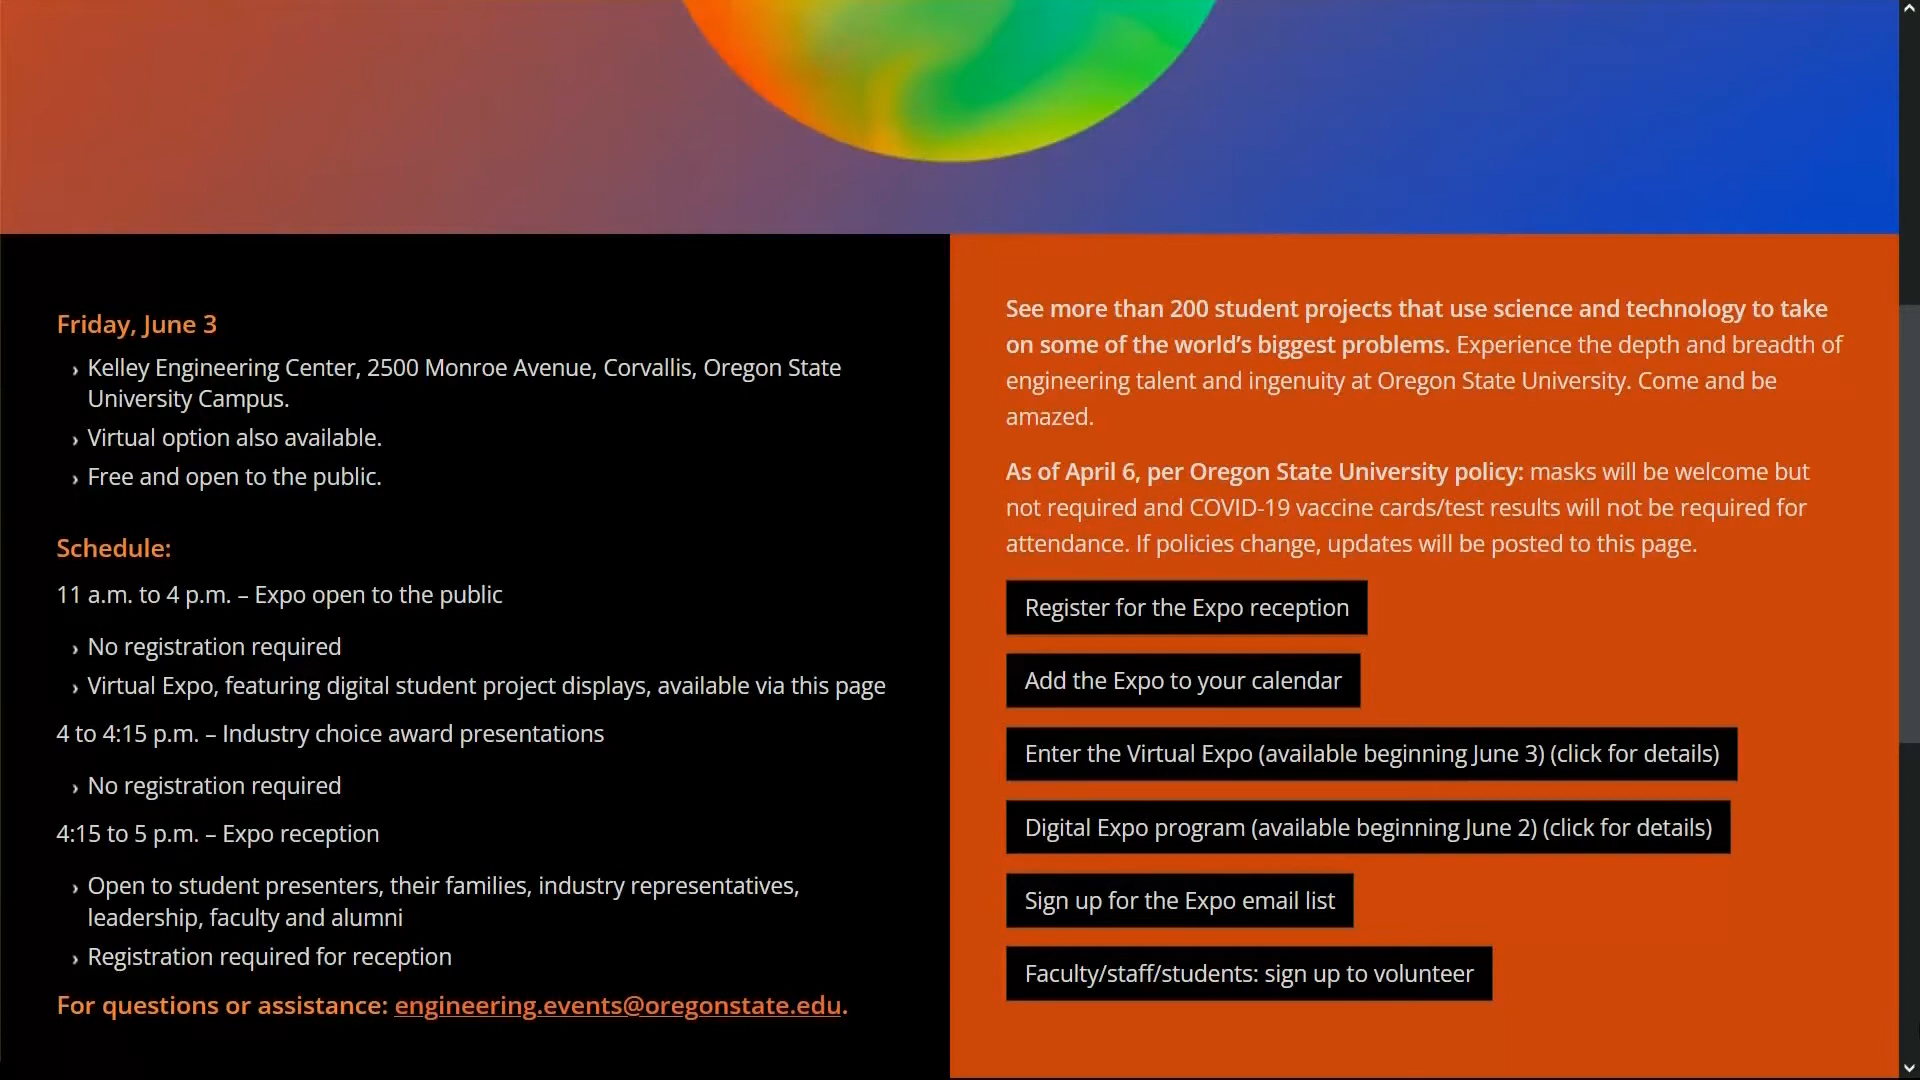 Friday, June 3
› Kelley Engineering Center, 2500 Monroe Avenue, Corvallis, Oregon State
University Campus.
› Virtual option also available.
› Free and open to the public.
Schedule:
11 a.m. to 4 p.m. – Expo open to the public
› No registration required
› Virtual Expo, featuring digital student project displays, available via this page
4 to 4:15 p.m. – Industry choice award presentations
› No registration required
4:15 to 5 p.m. – Expo reception
› Open to student presenters, their families, industry representatives,
leadership, faculty and alumni
› Registration required for reception
For questions or assistance: engineering.events@oregonstate.edu.
See more than 200 student projects that use science and technology to take
on some of the world’s biggest problems. Experience the depth and breadth of
engineering talent and ingenuity at Oregon State University. Come and be
amazed.
As of April 6, per Oregon State University policy: masks will be welcome but
not required and COVID-19 vaccine cards/test results will not be required for
attendance. If policies change, updates will be posted to this page.
Register for the Expo reception
Add the Expo to your calendar
Enter the Virtual Expo (available beginning June 3) (click for details)
Digital Expo program (available beginning June 2) (click for details)
Sign up for the Expo email list
Faculty/staff/students: sign up to volunteer